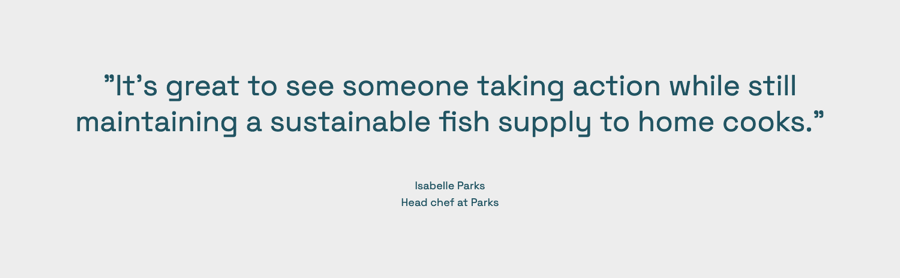 ”It’s great to see someone taking action while still
maintaining a sustainable fish supply to home cooks.”
Isabelle Parks
Head chef at Parks